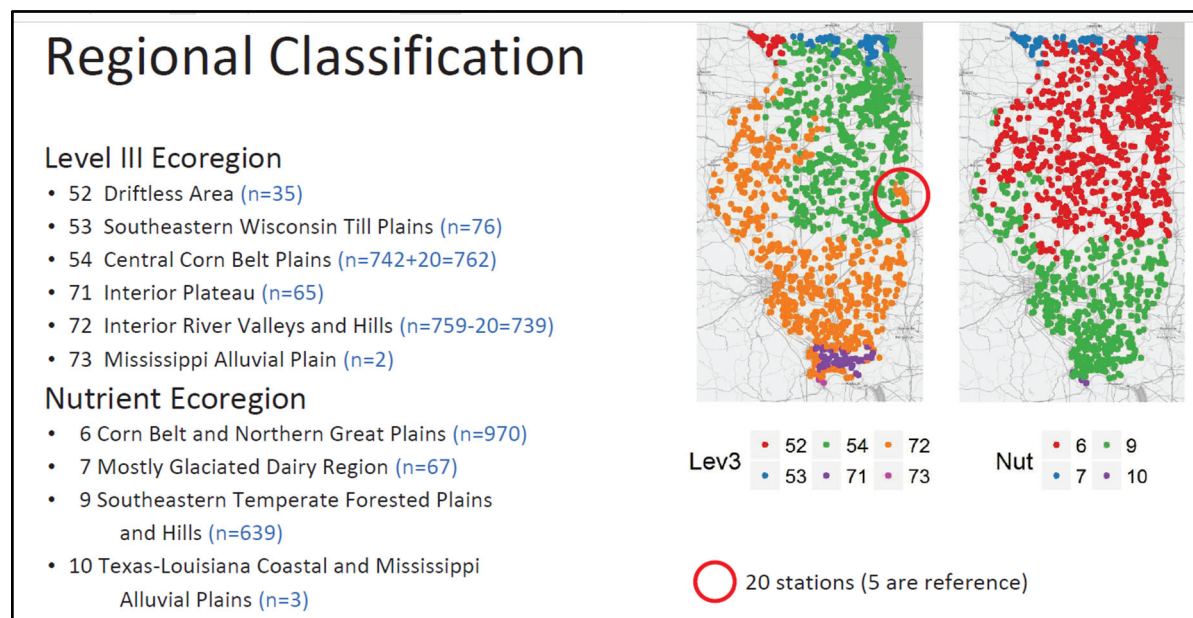 Regional Classification
Level III Ecoregion
• 52 Driftless Area (n=35)
• 53 Southeastern Wisconsin Till Plains (n=76)
• 54 Central Corn Belt Plains (n=742+20=762)
• 71 Interior Plateau (n=65)
• 72 Interior River Valleys and Hills (n=759-20=739)
• 73 Mississippi Alluvial Plain (n=2)
Nutrient Ecoregion
• 6 Corn Belt and Northern Great Plains (n=970)
• 7 Mostly Glaciated Dairy Region (n=67)
• 9 Southeastern Temperate Forested Plains
and Hills (n=639)
• 10 Texas-Louisiana Coastal and Mississippi
Alluvial Plains (n=3)
Lev3 52 54 72
53 71 73
Nut 6 9
7 10
20 stations (5 are reference)